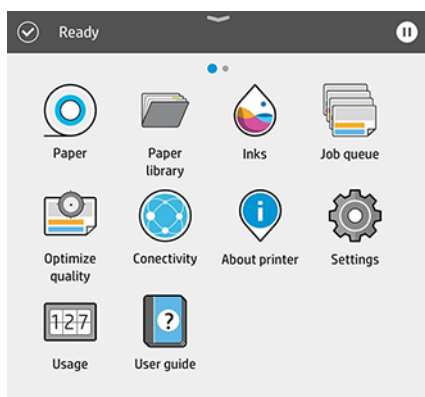 Ready
Paper
Paper
library
Inks
Job queue
Optimize
quality
Conectivity
About printer
Settings
127
Usage
User guide